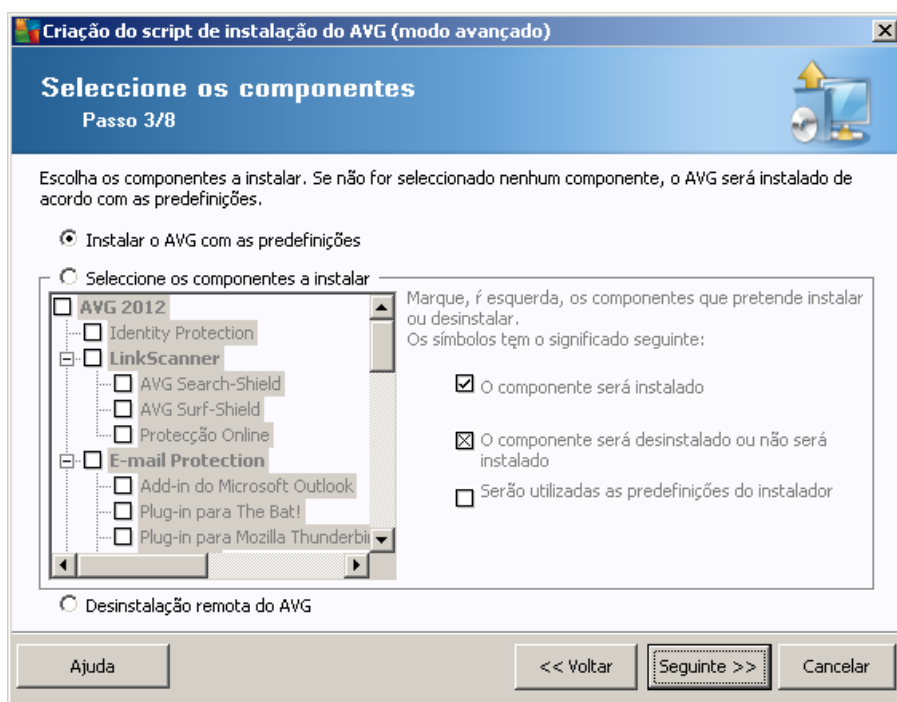 Criação do script de instalação do AVG (modo avançado)
Seleccione os componentes
Passo 3/8
Escolha os componentes a instalar. Se não for seleccionado nenhum componente, o AVG será instalado de
acordo com as predefinições.
Instalar o AVG com as predefinições
Seleccione os componentes a instalar
AVG 2012
Identity Protection
LinkScanner
AVG Search-Shield
AVG Surf-Shield
Protecção Online
E-mail Protection
Add-in do Microsoft Outlook
Plug-in para The Bat!
Plug-in para Mozilla Thunderbi
Marque, ŕ esquerda, os componentes que pretende instalar
ou desinstalar.
Os símbolos tęm o significado seguinte:
O componente será instalado
O componente será desinstalado ou não será
instalado
Serão utilizadas as predefinições do instalador
Desinstalação remota do AVG
Ajuda
<< Voltar
Seguinte >>
Cancelar